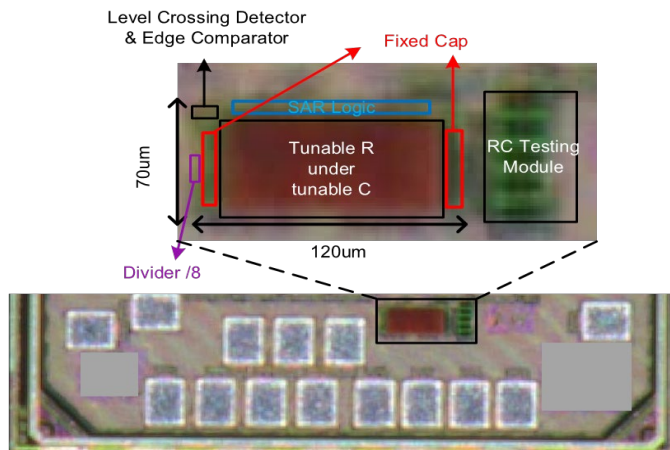 Level Crossing Detector
& Edge Comparator
Fixed Cap
SAR Logic
Tunable R
under
tunable C
RC Testing
Module
70um
120um
Divider /8